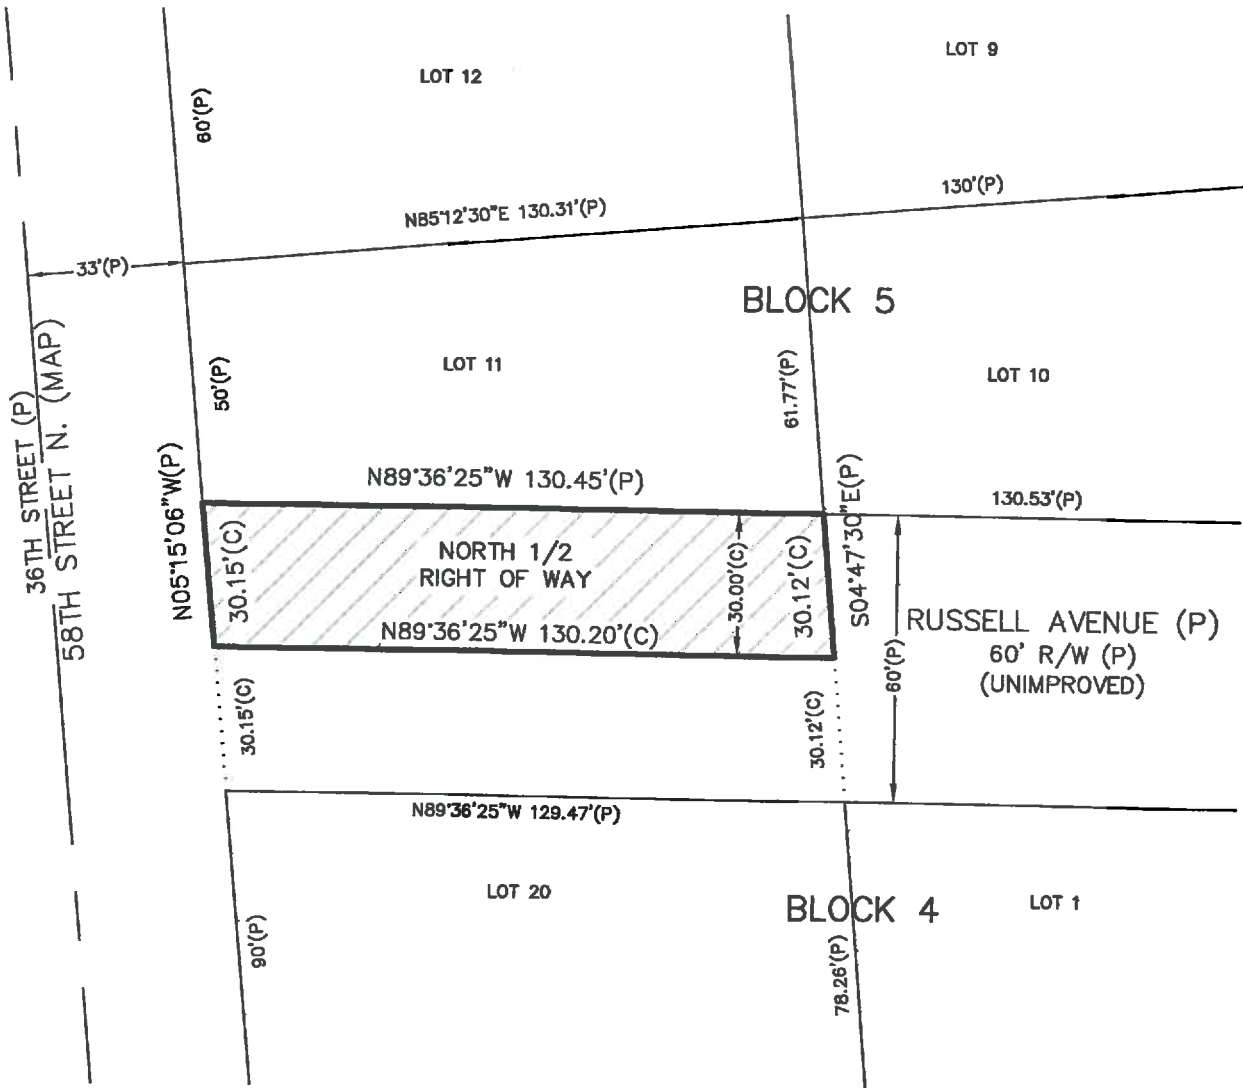 LOT 12
LOT 9
60'(P)
N85°12'30"E 130.31'(P)
130'(P)
33'(P)
BLOCK 5
36TH STREET (P)
58TH STREET N. (MAP)
50'(P)
LOT 11
61.77'(P)
LOT 10
N05°15'06"W(P)
N89°36'25"W 130.45'(P)
S04°47'30"E(P)
130.53'(P)
30.15'(C)
NORTH 1/2
RIGHT OF WAY
30.00'(C)
30.12'(C)
N89°36'25"W 130.20'(C)
RUSSELL AVENUE (P)
60' R/W (P)
(UNIMPROVED)
60'(P)
30.15'(C)
30.12'(C)
N89°36'25"W 129.47'(P)
LOT 20
BLOCK 4
LOT 1
90'(P)
78.26'(P)